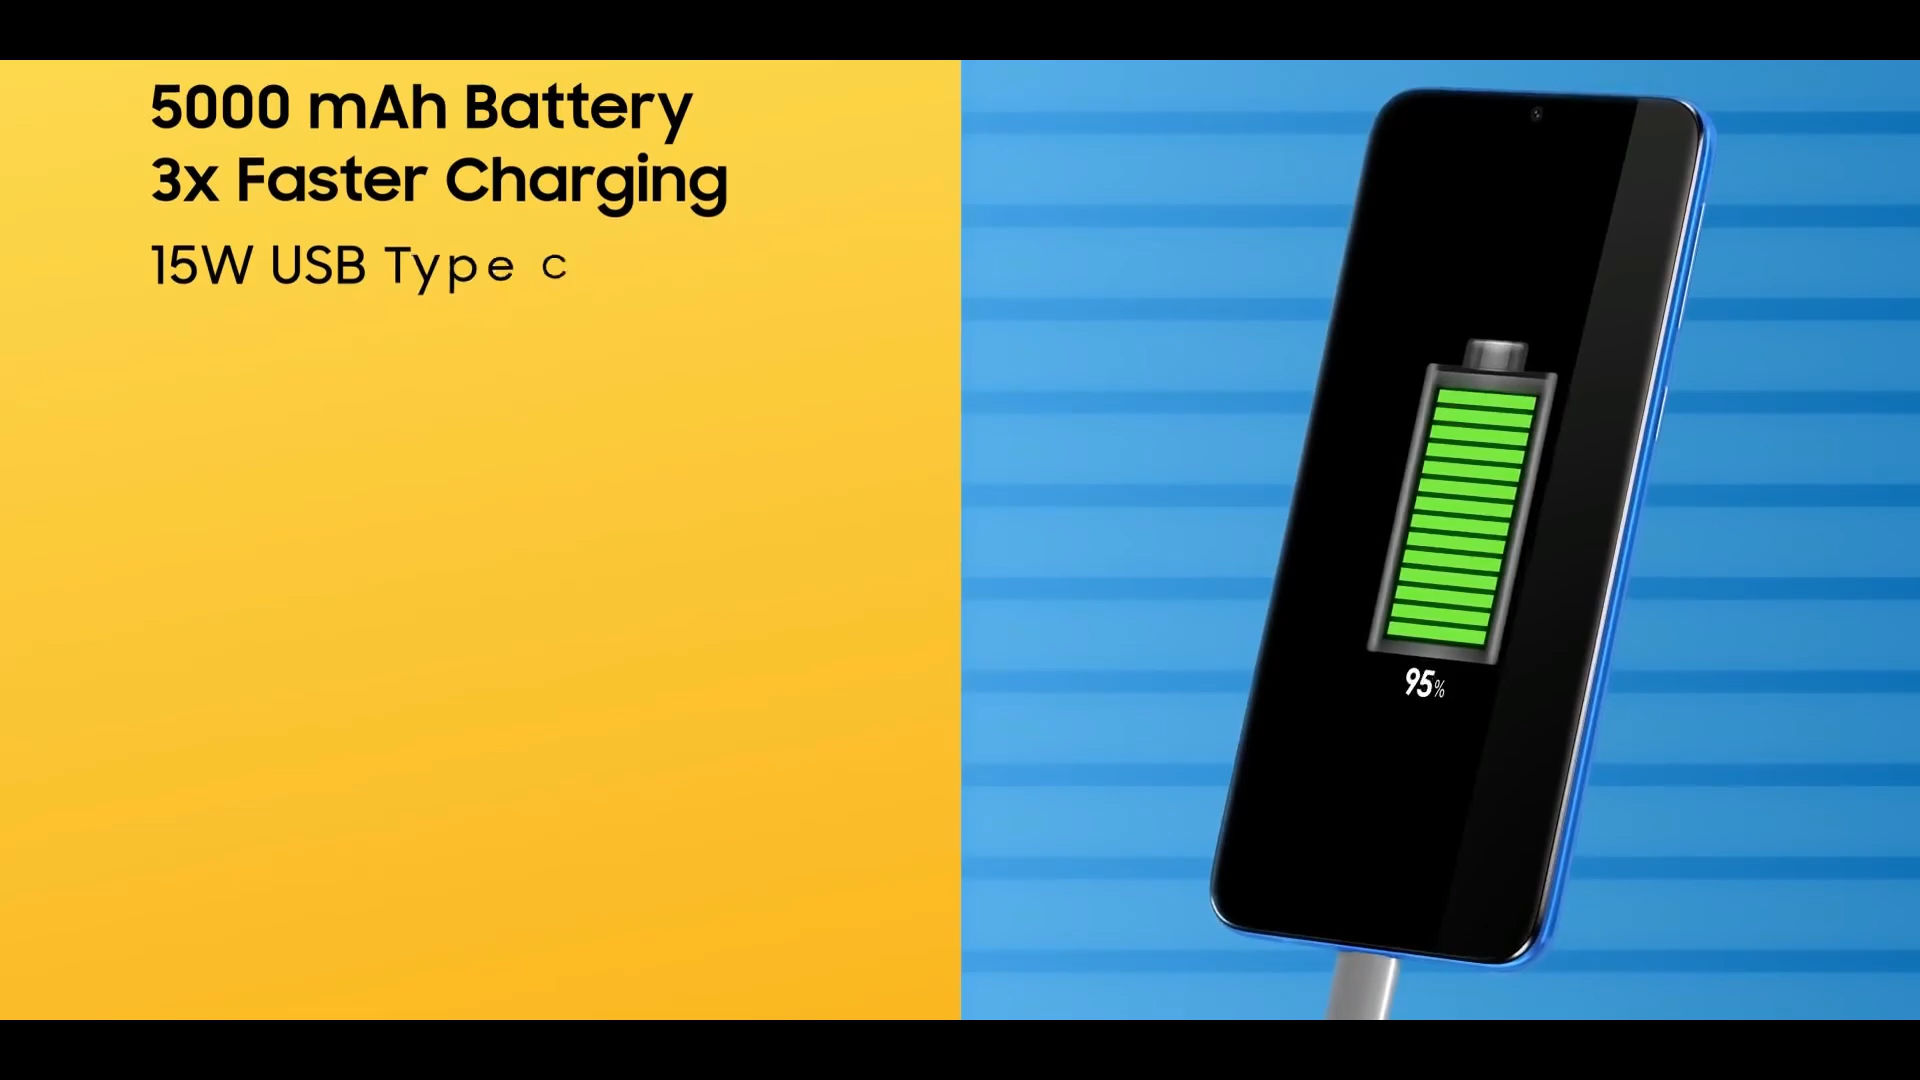 5000 mAh Battery
3x Faster Charging
15W USB Type C
95%